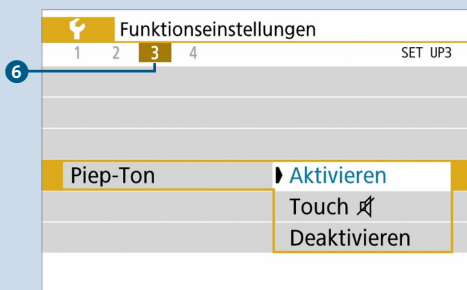 Funktionseinstellungen
1 2 3 4 SET UP3
6
Piep-Ton Aktivieren
Touch
Deaktivieren